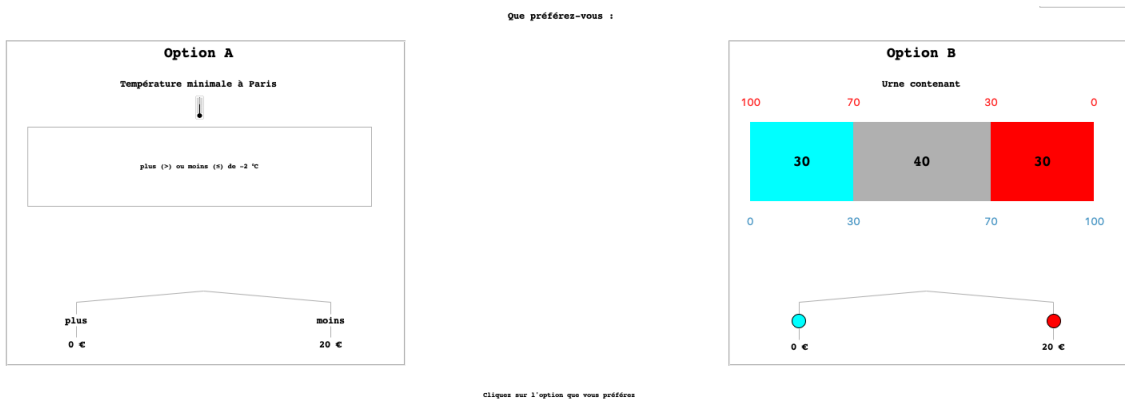 Que préférez-vous :
Option A
Température minimale à Paris
plus (>) ou moins (≤) de -2 °C
plus
moins
0 €
20 €
Option B
Urne contenant
100 70 30 0
30 40 30
0 30 70 100
0 €
20 €
Cliquez sur l'option que vous préférez